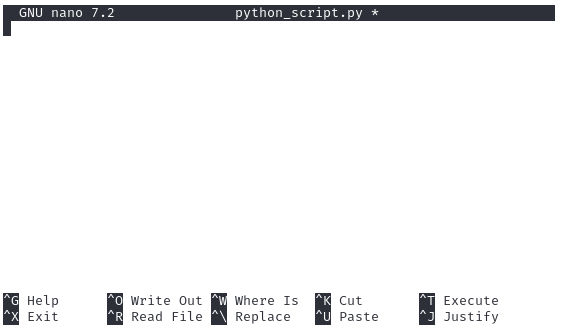 GNU nano 7.2 python_script.py *
^G Help ^O Write Out ^W Where Is ^K Cut ^T Execute
^X Exit ^R Read File ^\ Replace ^U Paste ^J Justify